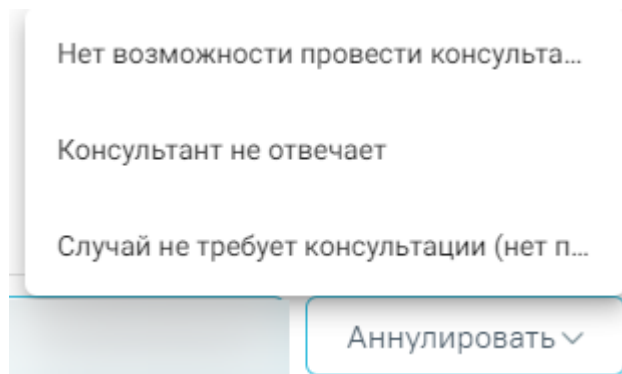 Нет возможности провести консульта...
Консультант не отвечает
Случай не требует консультации (нет п...
Аннулировать